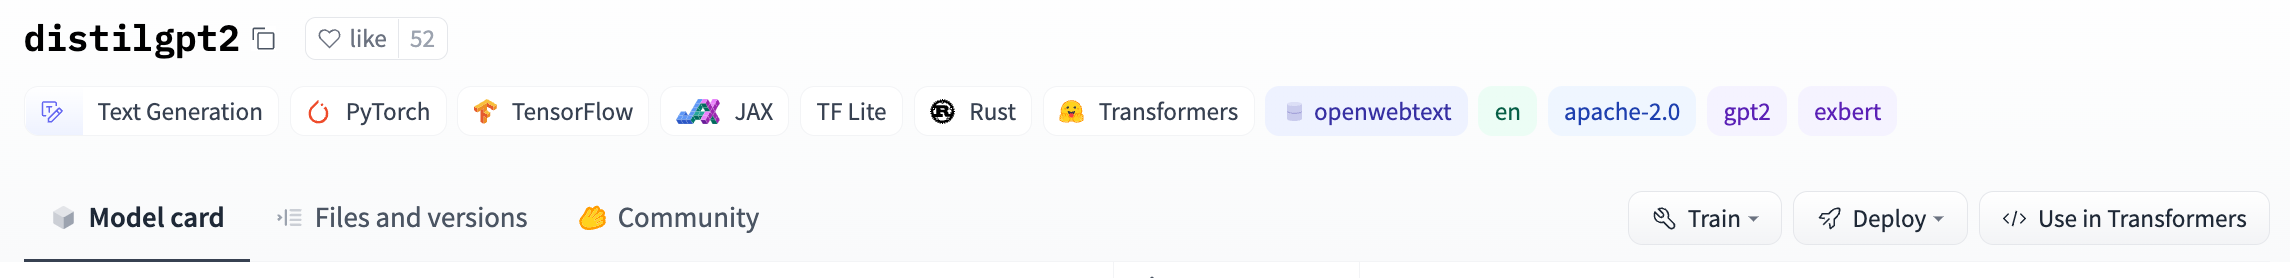 distilgpt2 like 52
Text Generation PyTorch TensorFlow JAX TF Lite Rust Transformers openwebtext en apache-2.0 gpt2 exbert
Model card Files and versions Community Train Deploy </> Use in Transformers